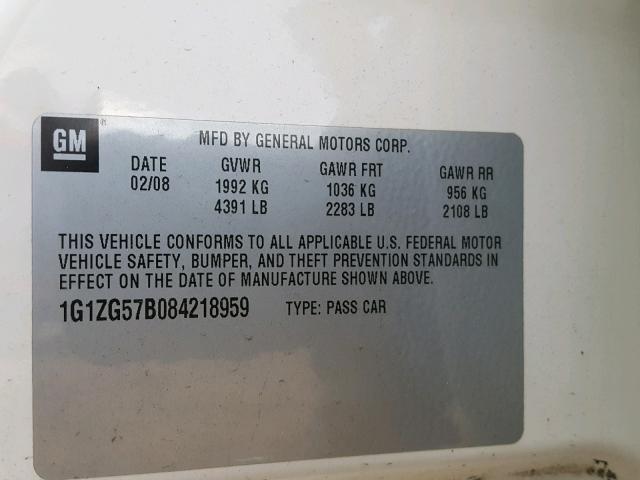 GM®
MFD BY GENERAL MOTORS CORP.
DATE GVWR GAWR FRT GAWR RR
02/08 1992 KG 1036 KG 956 KG
4391 LB 2283 LB 2108 LB
THIS VEHICLE CONFORMS TO ALL APPLICABLE U.S. FEDERAL MOTOR
VEHICLE SAFETY, BUMPER, AND THEFT PREVENTION STANDARDS IN
EFFECT ON THE DATE OF MANUFACTURE SHOWN ABOVE.
1G1ZG57B084218959 TYPE: PASS CAR